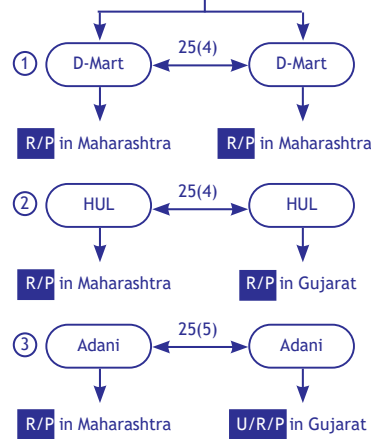 25(4)
1 D-Mart D-Mart
R/P in Maharashtra R/P in Maharashtra
25(4)
2 HUL HUL
R/P in Maharashtra R/P in Gujarat
25(5)
3 Adani Adani
R/P in Maharashtra U/R/P in Gujarat